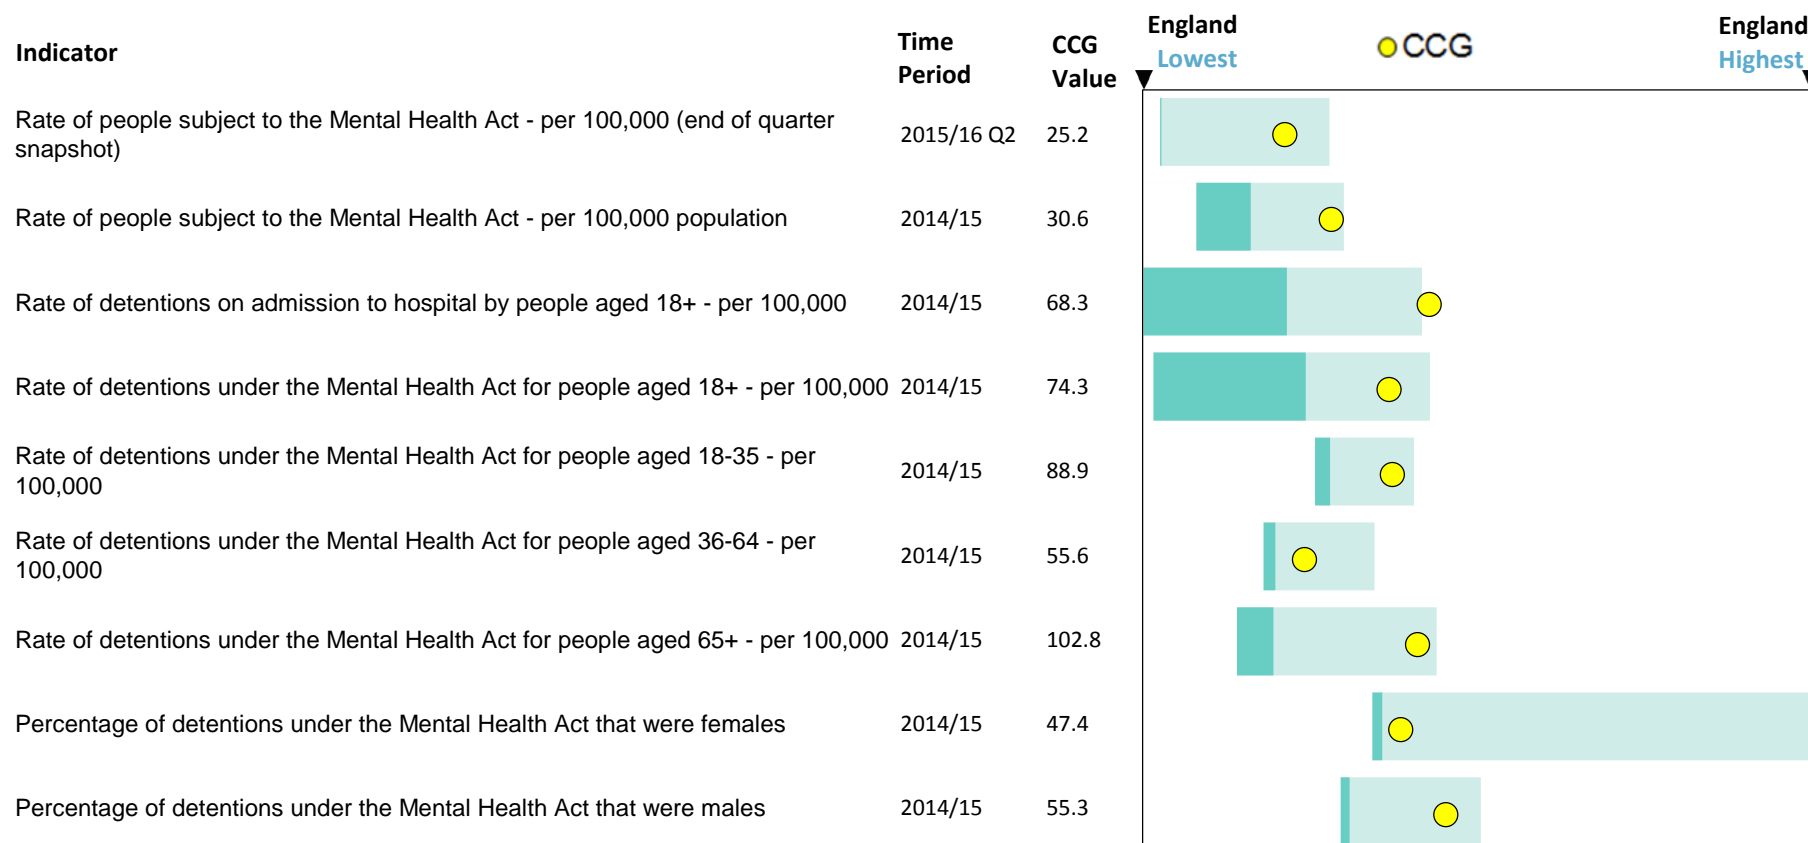 Indicator
Time Period
CCG Value
England Lowest
CCG
England Highest
Rate of people subject to the Mental Health Act - per 100,000 (end of quarter
snapshot)
2015/16 Q2
25.2
Rate of people subject to the Mental Health Act - per 100,000 population
2014/15
30.6
Rate of detentions on admission to hospital by people aged 18+ - per 100,000
2014/15
68.3
Rate of detentions under the Mental Health Act for people aged 18+ - per 100,000
2014/15
74.3
Rate of detentions under the Mental Health Act for people aged 18-35 - per
100,000
2014/15
88.9
Rate of detentions under the Mental Health Act for people aged 36-64 - per
100,000
2014/15
55.6
Rate of detentions under the Mental Health Act for people aged 65+ - per 100,000
2014/15
102.8
Percentage of detentions under the Mental Health Act that were females
2014/15
47.4
Percentage of detentions under the Mental Health Act that were males
2014/15
55.3